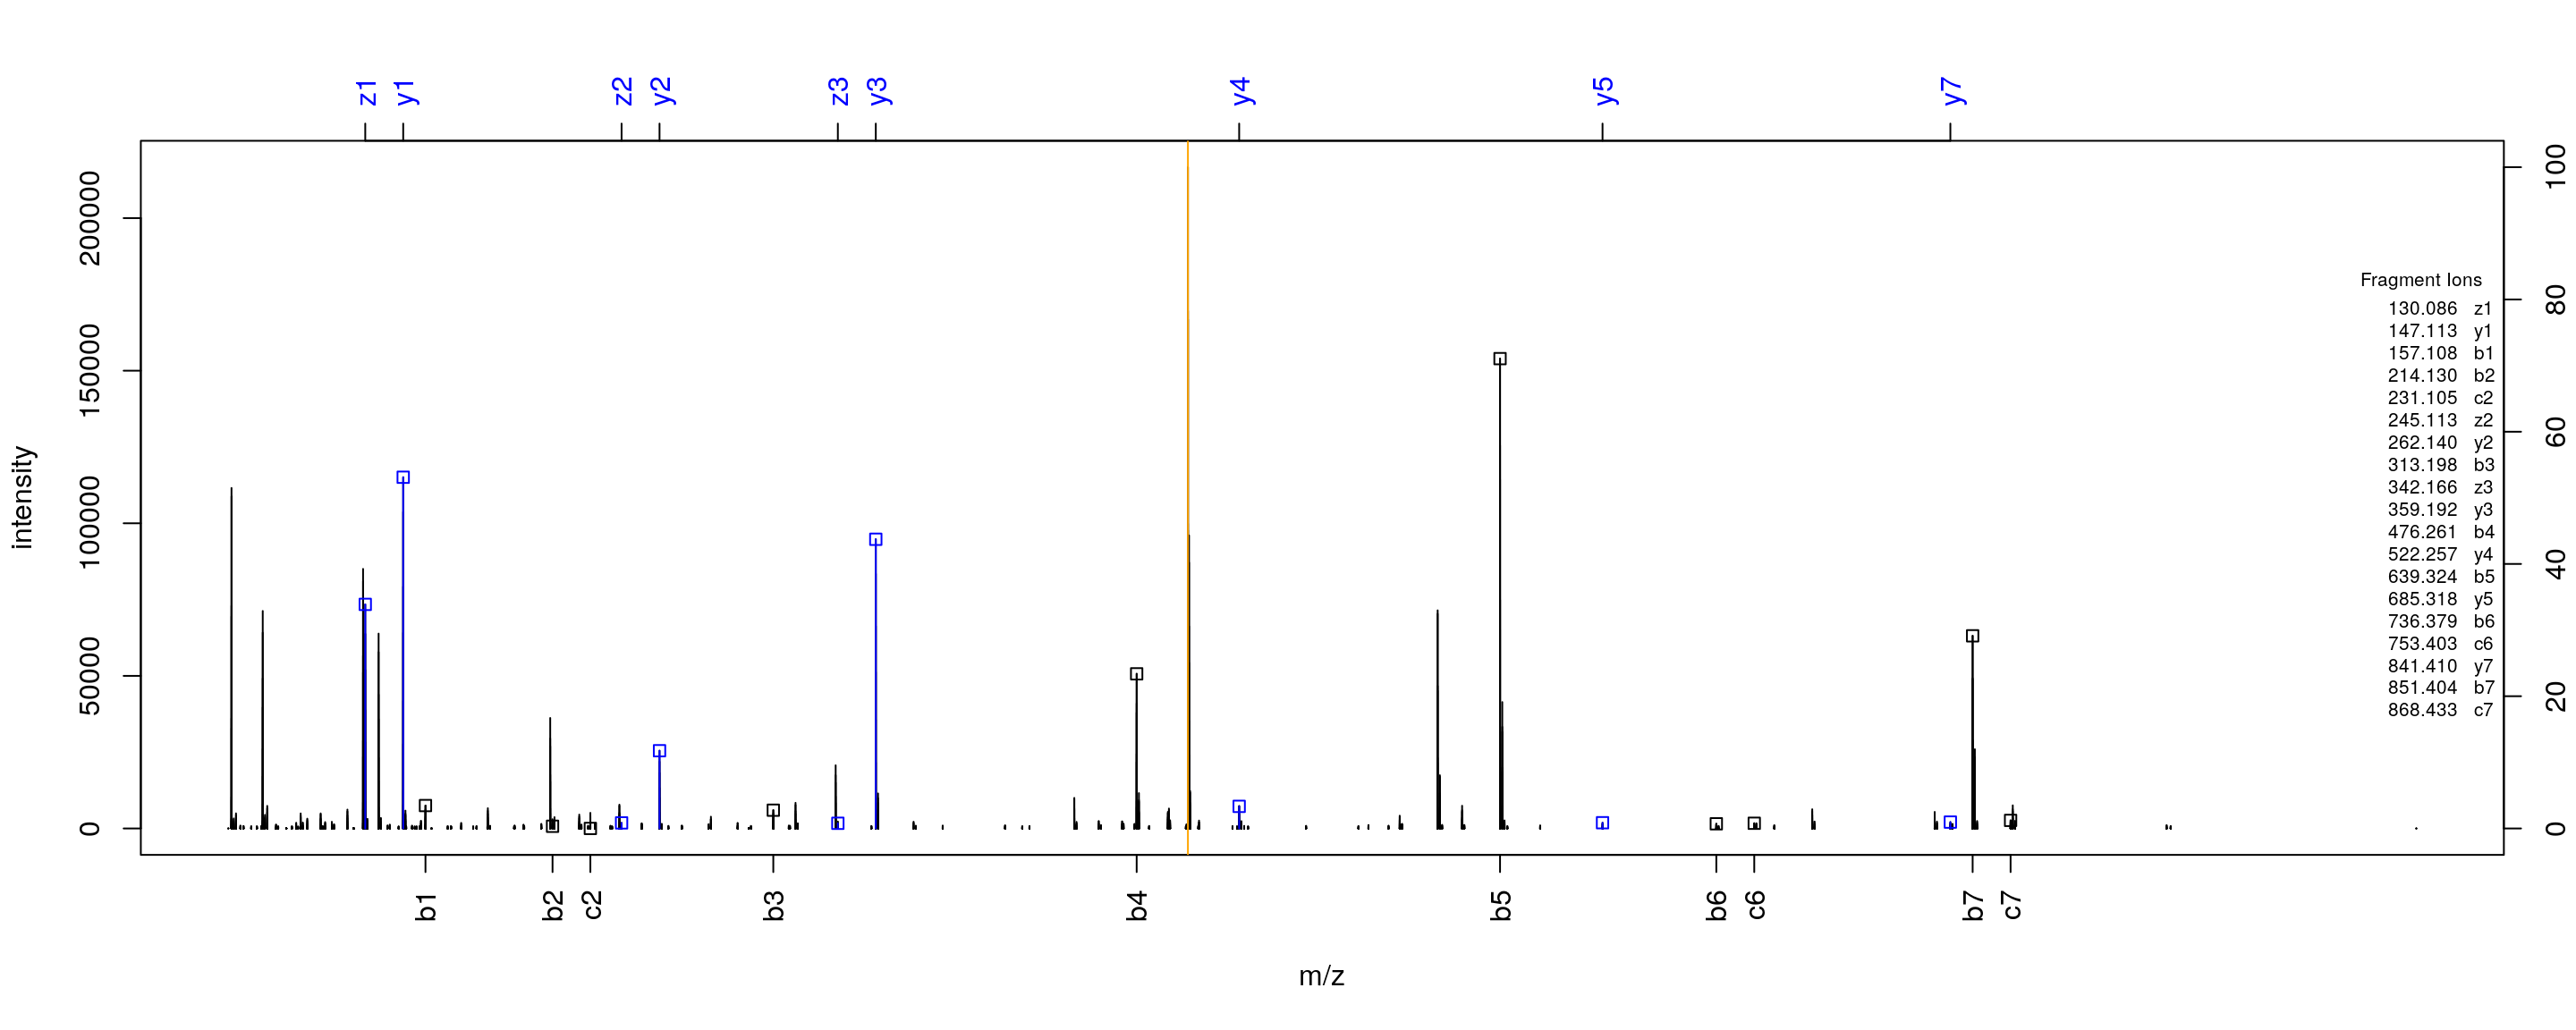 z1 y1 z2 y2 z3 y3 y4 y5 y7
intensity
0 50000 100000 150000 200000
0 20 40 60 80 100
Fragment Ions
130.086 z1
147.113 y1
157.108 b1
214.130 b2
231.105 c2
245.113 z2
262.140 y2
313.198 b3
342.166 z3
359.192 y3
476.261 b4
522.257 y4
639.324 b5
685.318 y5
736.379 b6
753.403 c6
841.410 y7
851.404 b7
868.433 c7
b1 b2 c2 b3 b4 b5 b6 c6 b7 c7
m/z